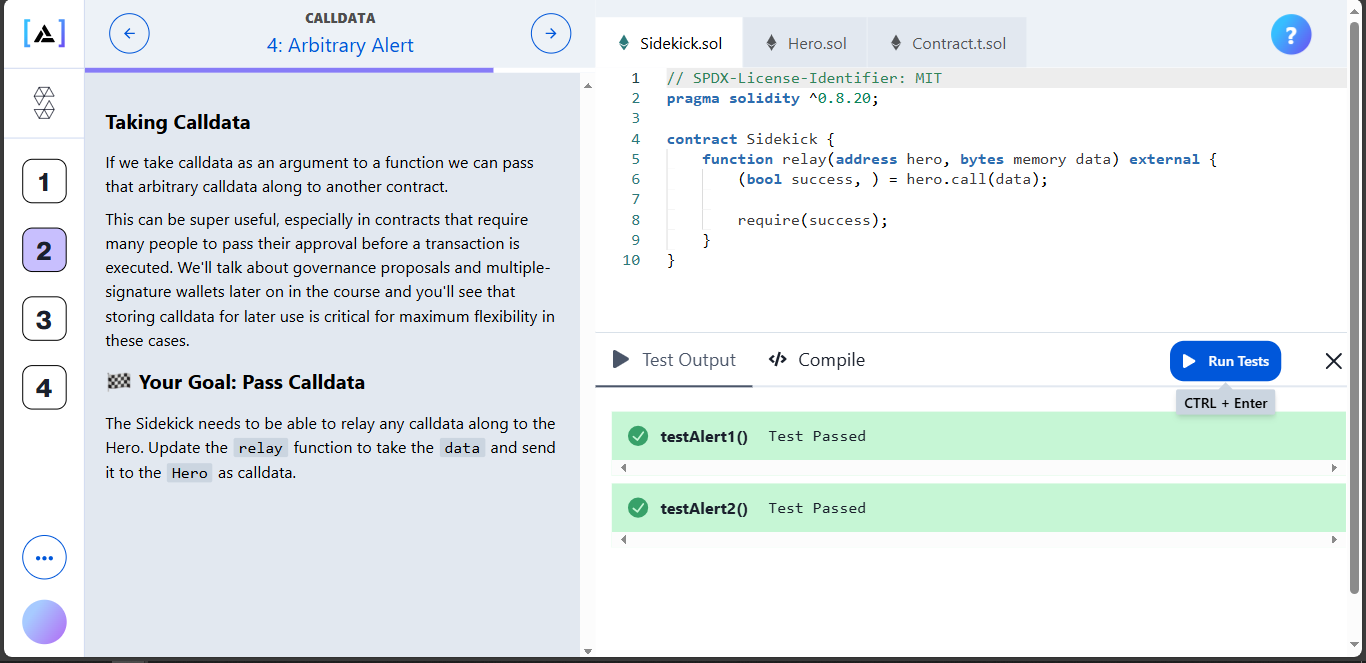 CALLDATA
4: Arbitrary Alert
Taking Calldata
If we take calldata as an argument to a function we can pass
that arbitrary calldata along to another contract.
This can be super useful, especially in contracts that require
many people to pass their approval before a transaction is
executed. We'll talk about governance proposals and multiple-
signature wallets later on in the course and you'll see that
storing calldata for later use is critical for maximum flexibility in
these cases.
Your Goal: Pass Calldata
The Sidekick needs to be able to relay any calldata along to the
Hero. Update the relay function to take the data and send
it to the Hero as calldata.
1
2
3
4
Sidekick.sol
Hero.sol
Contract.t.sol
?
1 // SPDX-License-Identifier: MIT
2 pragma solidity ^0.8.20;
3
4 contract Sidekick {
5 function relay(address hero, bytes memory data) external {
6 (bool success, ) = hero.call(data);
7
8 require(success);
9 }
10 }
Test Output
Compile
Run Tests
CTRL + Enter
testAlert1() Test Passed
testAlert2() Test Passed